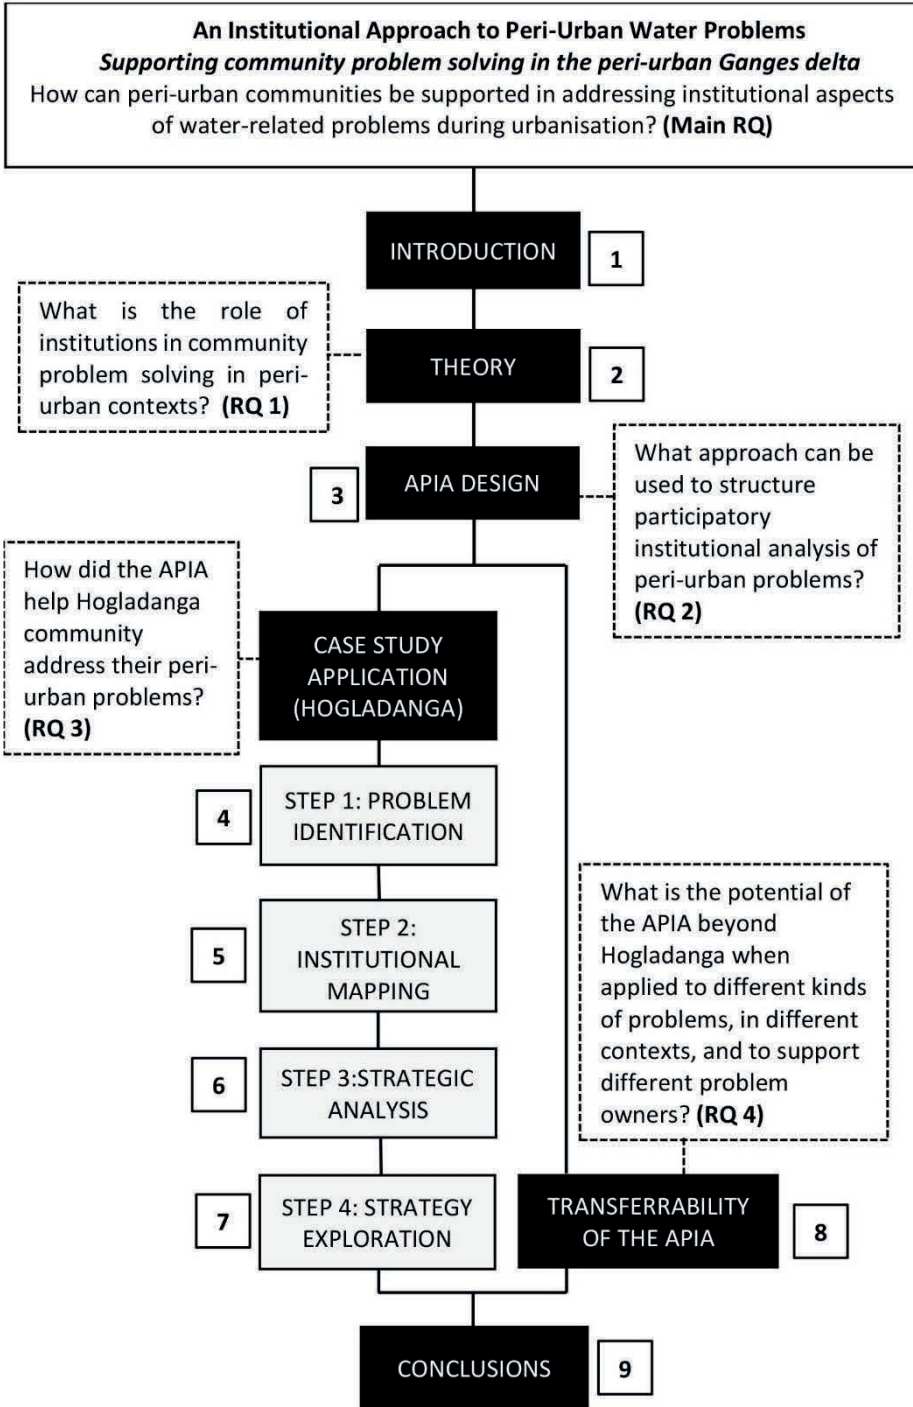 An Institutional Approach to Peri-Urban Water Problems
Supporting community problem solving in the peri-urban Ganges delta
How can peri-urban communities be supported in addressing institutional aspects
of water-related problems during urbanisation? (Main RQ)
INTRODUCTION
1
What is the role of
institutions in community
problem solving in peri-
urban contexts? (RQ 1)
THEORY
2
3
APIA DESIGN
What approach can be
used to structure
participatory
institutional analysis of
peri-urban problems?
(RQ 2)
How did the APIA
help Hogladanga
community
address their peri-
urban problems?
(RQ 3)
CASE STUDY
APPLICATION
(HOGLADANGA)
4
STEP 1: PROBLEM
IDENTIFICATION
5
STEP 2:
INSTITUTIONAL
MAPPING
What is the potential of
the APIA beyond
Hogladanga when
applied to different kinds
of problems, in different
contexts, and to support
different problem
owners? (RQ 4)
6
STEP 3:STRATEGIC
ANALYSIS
7
STEP 4: STRATEGY
EXPLORATION
TRANSFERRABILITY
OF THE APIA
8
CONCLUSIONS
9